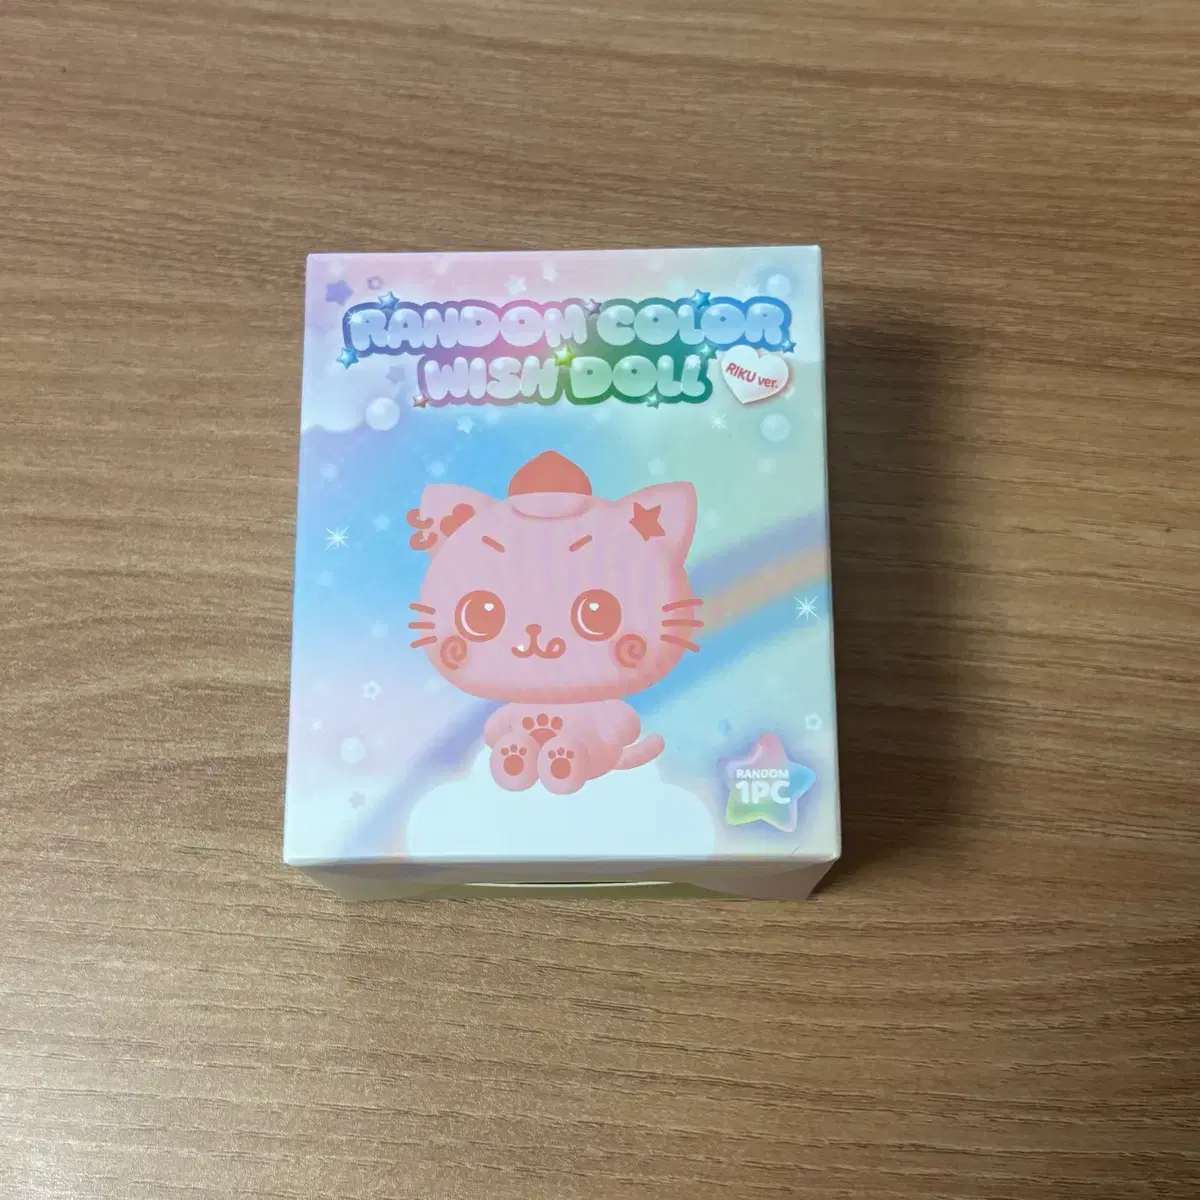 RANDOM COLOR
WISH DOLL
RIKU ver.
RANDOM
1PC